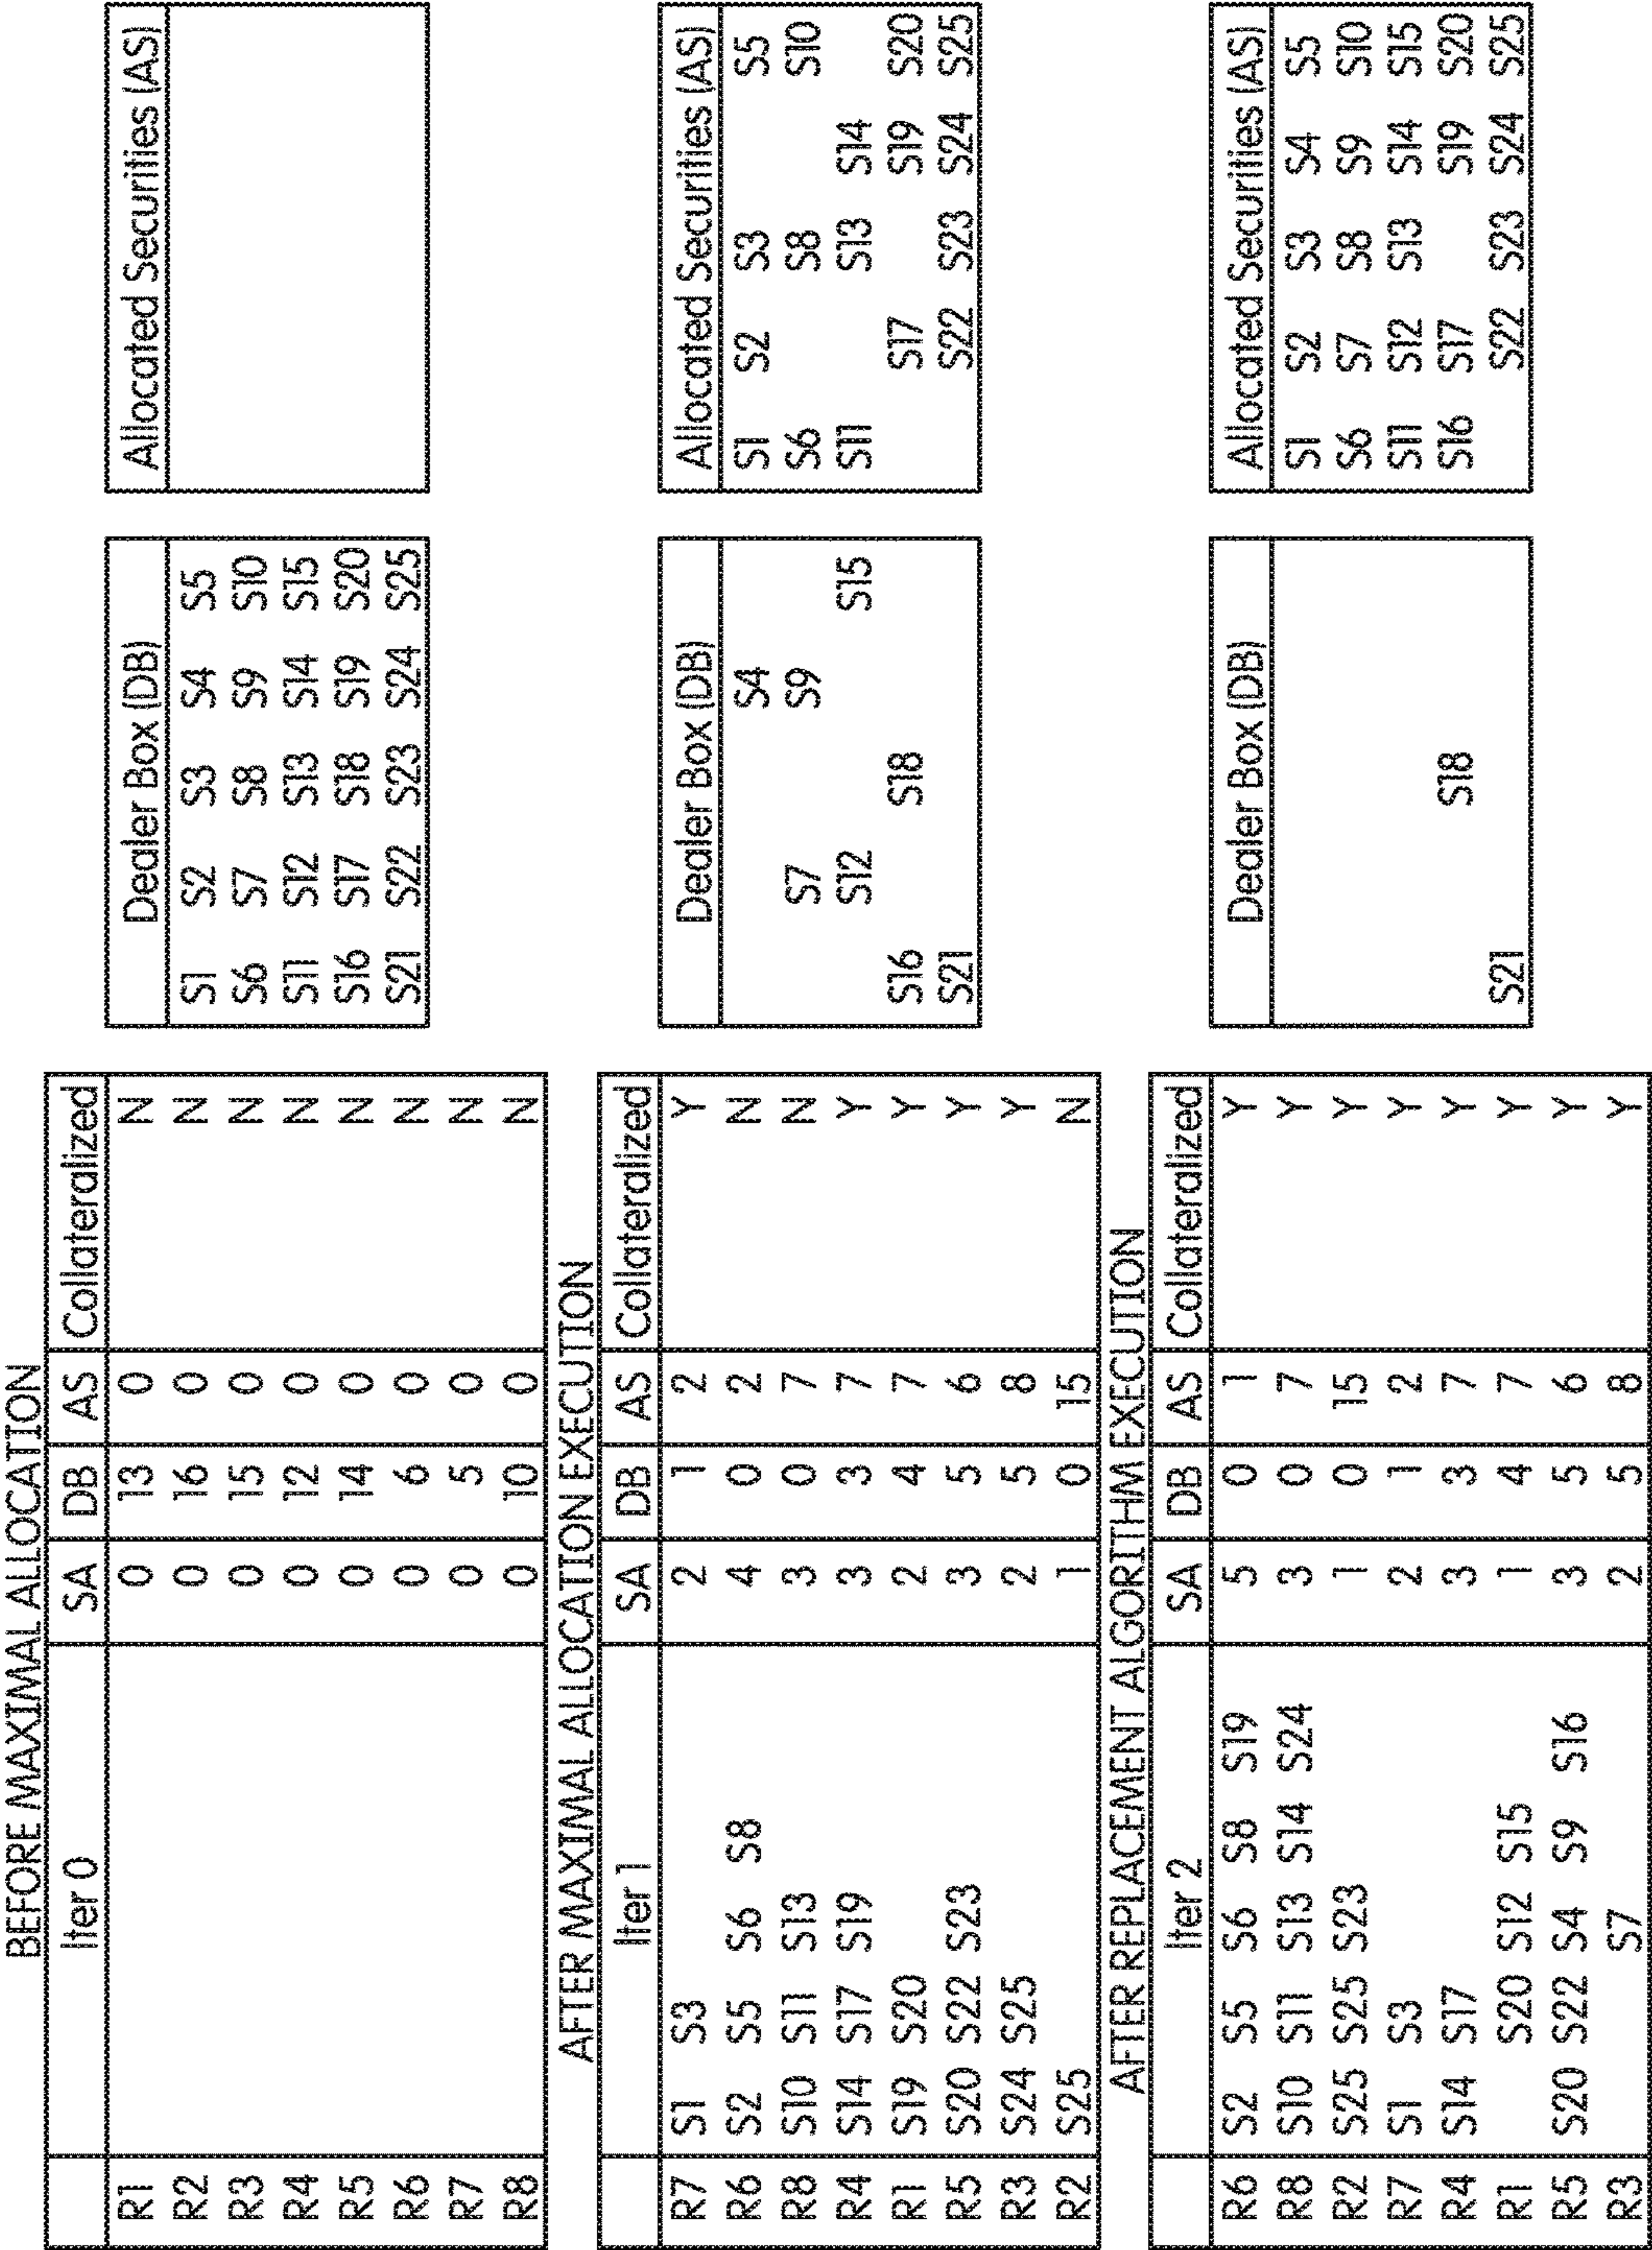 BEFORE MAXIMAL ALLOCATION
Iter 0 SA DB AS Collateralized
R1 0 13 0 N
R2 0 16 0 N
R3 0 15 0 N
R4 0 12 0 N
R5 0 14 0 N
R6 0 6 0 N
R7 0 5 0 N
R8 0 10 0 N
Dealer Box (DB)
S1 S2 S3 S4 S5
S6 S7 S8 S9 S10
S11 S12 S13 S14 S15
S16 S17 S18 S19 S20
S21 S22 S23 S24 S25
Allocated Securities (AS)
AFTER MAXIMAL ALLOCATION EXECUTION
Iter 1 SA DB AS Collateralized
R7 S1 S3 2 1 2 Y
R6 S2 S5 S6 S8 4 0 2 N
R8 S10 S11 S13 3 0 7 N
R4 S14 S17 S19 3 3 7 Y
R1 S19 S20 2 4 7 Y
R5 S20 S22 S23 3 5 6 Y
R3 S24 S25 2 5 8 Y
R2 S25 1 0 15 N
Dealer Box (DB)
S4
S7 S9
S12 S15
S16 S18
S21
Allocated Securities (AS)
S1 S2 S3 S5
S6 S8 S10
S11 S13 S14
S17 S19 S20
S22 S23 S24 S25
AFTER REPLACEMENT ALGORITHM EXECUTION
Iter 2 SA DB AS Collateralized
R6 S2 S5 S6 S8 S19 5 0 1 Y
R8 S10 S11 S13 S14 S24 3 0 7 Y
R2 S25 S25 S23 1 0 15 Y
R7 S1 S3 2 1 2 Y
R4 S14 S17 3 3 7 Y
R1 S20 S12 S15 1 4 7 Y
R5 S20 S22 S4 S9 S16 3 5 6 Y
R3 S7 2 5 8 Y
Dealer Box (DB)
S18
S21
Allocated Securities (AS)
S1 S2 S3 S4 S5
S6 S7 S8 S9 S10
S11 S12 S13 S14 S15
S16 S17 S19 S20
S22 S23 S24 S25